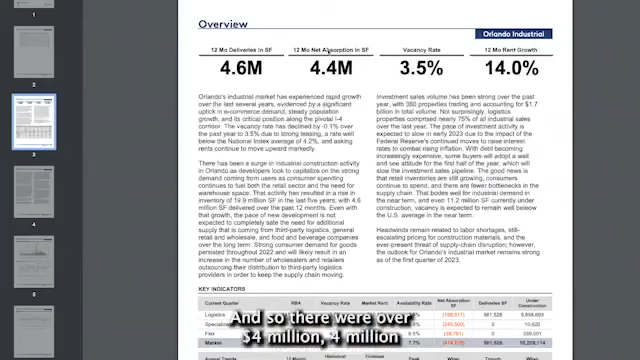 Overview
Orlando Industrial
12 Mo Deliveries in SF
12 Mo Net Absorption in SF
Vacancy Rate
12 Mo Rent Growth
4.6M
4.4M
3.5%
14.0%
Orlando's industrial market has experienced rapid growth
over the last several years, evidenced by a significant
uptick in e-commerce demand, steady population
growth, and its critical position along the pivotal I-4
corridor. The vacancy rate has declined by -0.1% over
the past year to 3.5% due to strong leasing, a rate well
below the National Index average of 4.2%, and asking
rents continue to move upward markedly.
There has been a surge in industrial construction activity
in Orlando as developers look to capitalize on the strong
demand coming from users as consumer spending
continues to fuel both the retail sector and the need for
warehouse space. That activity has resulted in a rise in
inventory of 19.9 million SF in the last five years, with 4.6
million SF delivered over the past 12 months. Even with
that growth, the pace of new development is not
expected to completely sate the need for additional
supply that is coming from third-party logistics, general
retail and wholesale, and food and beverage companies
over the long term. Strong consumer demand for goods
persisted throughout 2022 and will likely result in an
increase in the number of wholesalers and retailers
outsourcing their distribution to third-party logistics
providers in order to keep the supply chain moving.
Investment sales volume has been strong over the past
year, with 380 properties trading and accounting for $1.7
billion in total volume. Not surprisingly, logistics
properties comprised nearly 75% of all industrial sales
over the last year. The pace of investment activity is
expected to slow in early 2023 due to the impact of the
Federal Reserve's continued moves to raise interest
rates to combat rising inflation. With debt becoming
increasingly expensive, some buyers will adopt a wait
and see attitude for the first half of the year, which will
slow the investment sales pipeline. The good news is
that retail inventories are still growing, consumers
continue to spend, and there are fewer bottlenecks in the
supply chain. That bodes well for industrial demand in
the near term, and even 11.2 million SF currently under
construction, vacancy is expected to remain well below
the U.S. average in the near term.
Headwinds remain related to labor shortages, still-
escalating pricing for construction materials, and the
ever-present threat of supply-chain disruption; however,
the outlook for Orlando's industrial market remains strong
as of the first quarter of 2023.
KEY INDICATORS
Current Quarter
RBA
Vacancy Rate
Market Rent
Availability Rate
Net Absorption SF
Deliveries SF
Under Construction
Logistics
561,528
Specialized
0
Flex
0
Market
7.7%
561,528
And so there were over
$4 million, 4 million
2
3
4
5